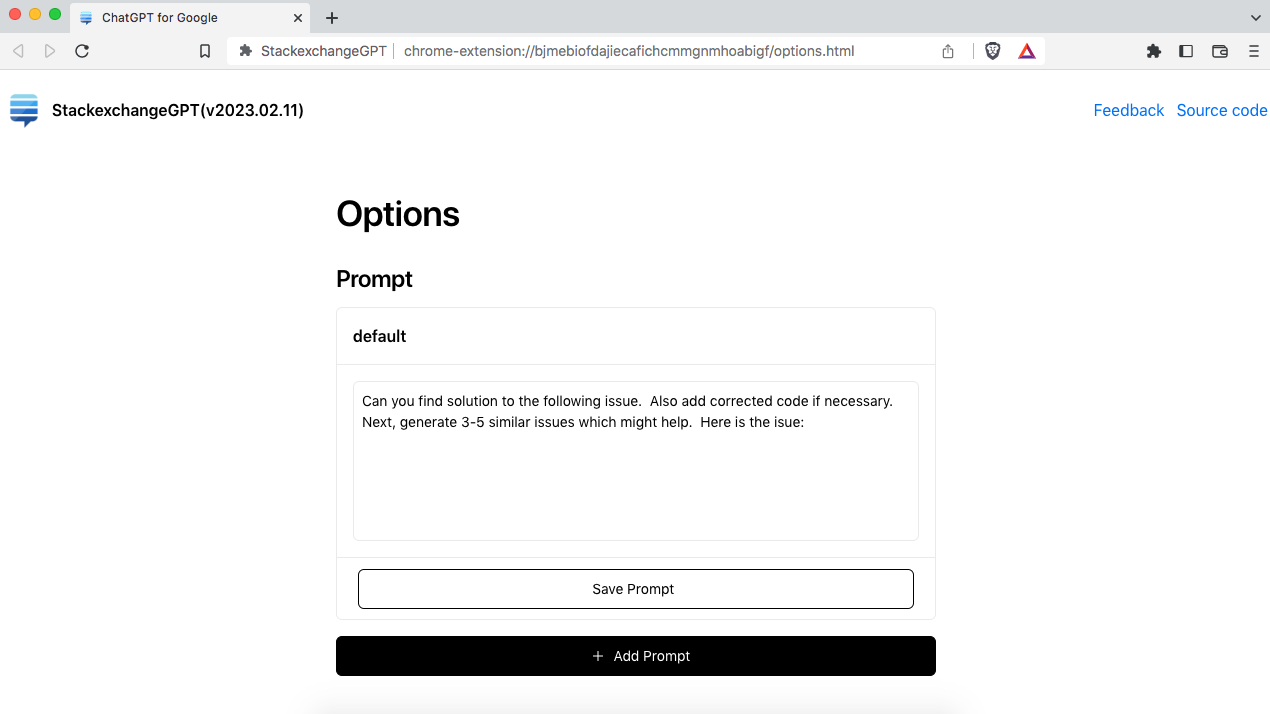 ChatGPT for Google
StackexchangeGPT chrome-extension://bjmebiofdajiecafichcmmgnmhoabigf/options.html
StackexchangeGPT(v2023.02.11)
Feedback Source code
Options
Prompt
default
Can you find solution to the following issue.  Also add corrected code if necessary.
Next, generate 3-5 similar issues which might help.  Here is the isue:
Save Prompt
Add Prompt